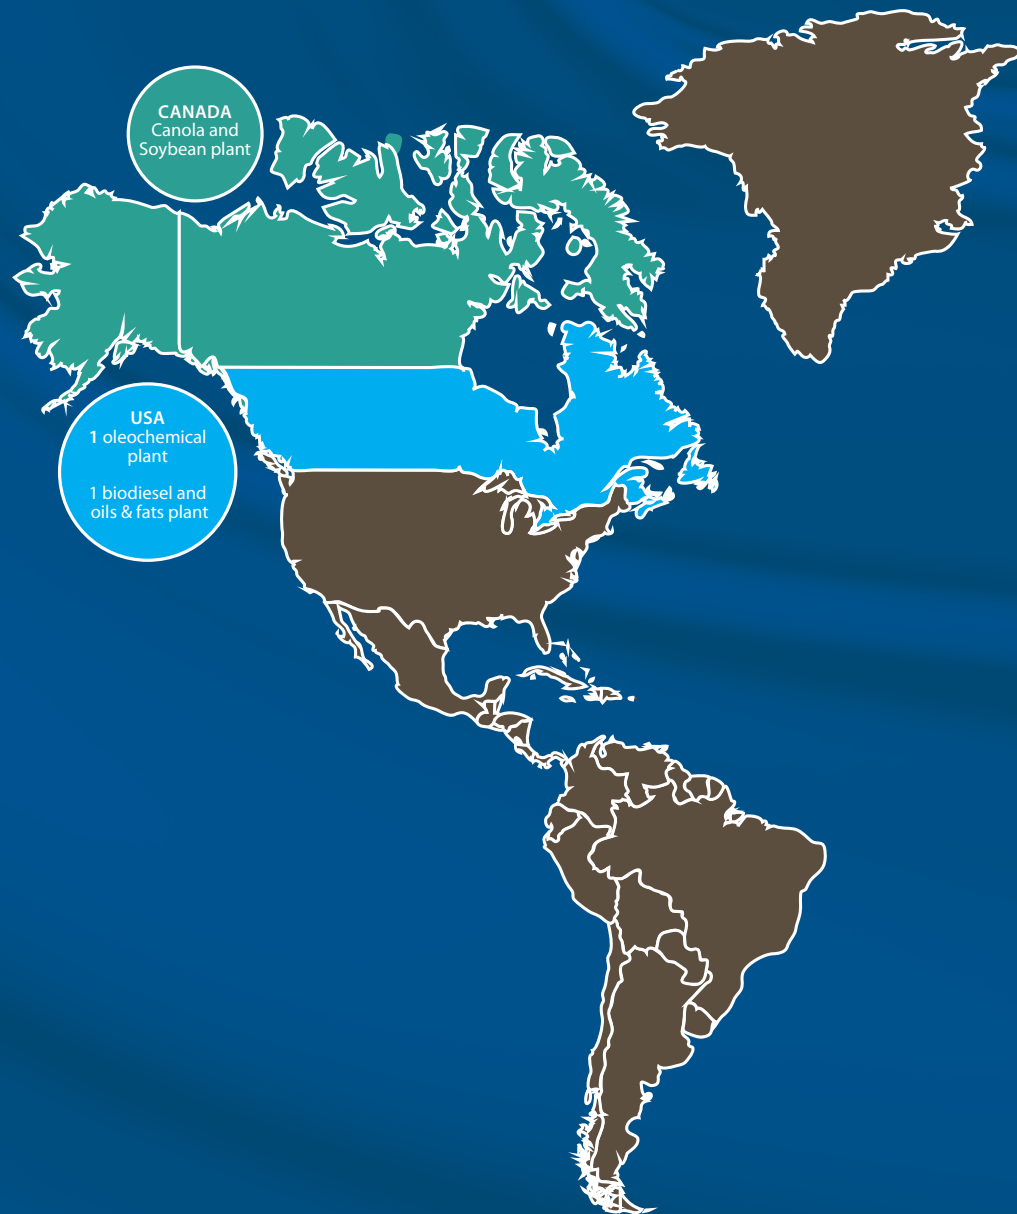 CANADA
Canola and
Soybean plant
USA
1 oleochemical
plant
1 biodiesel and
oils & fats plant